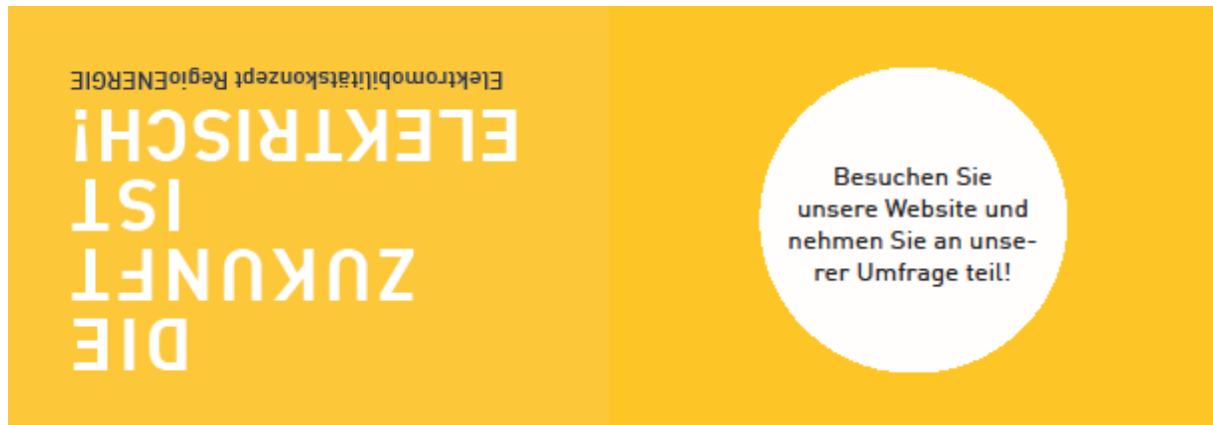 DIE
ZUKUNFT
IST
ELEKTRISCH!
Elektromobilitätskonzept RegioENERGIE
Besuchen Sie
unsere Website und
nehmen Sie an unse-
rer Umfrage teil!